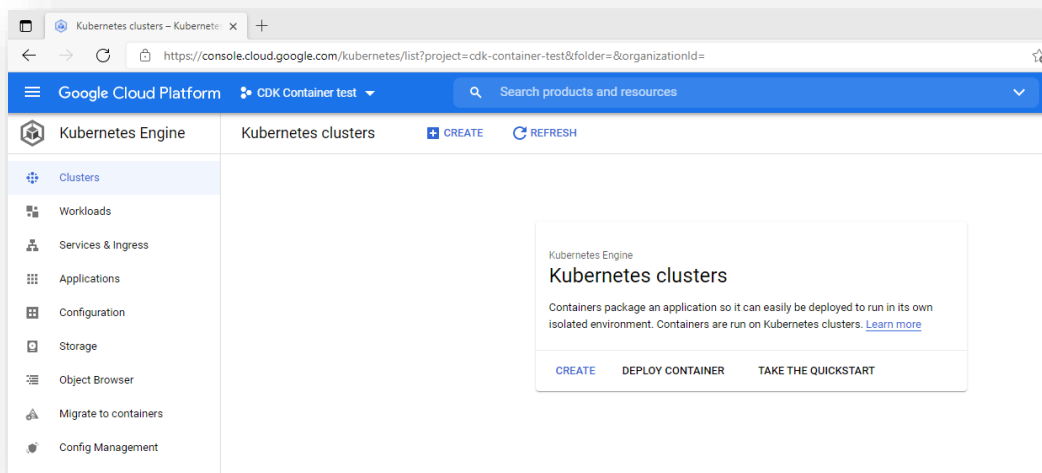 Kubernetes clusters – Kubernete
https://console.cloud.google.com/kubernetes/list?project=cdk-container-test&folder=&organizationId=
Google Cloud Platform CDK Container test Search products and resources
Kubernetes Engine Kubernetes clusters CREATE REFRESH
Clusters
Workloads
Services & Ingress
Applications
Configuration
Storage
Object Browser
Migrate to containers
Config Management
Kubernetes Engine
Kubernetes clusters
Containers package an application so it can easily be deployed to run in its own
isolated environment. Containers are run on Kubernetes clusters. Learn more
CREATE DEPLOY CONTAINER TAKE THE QUICKSTART